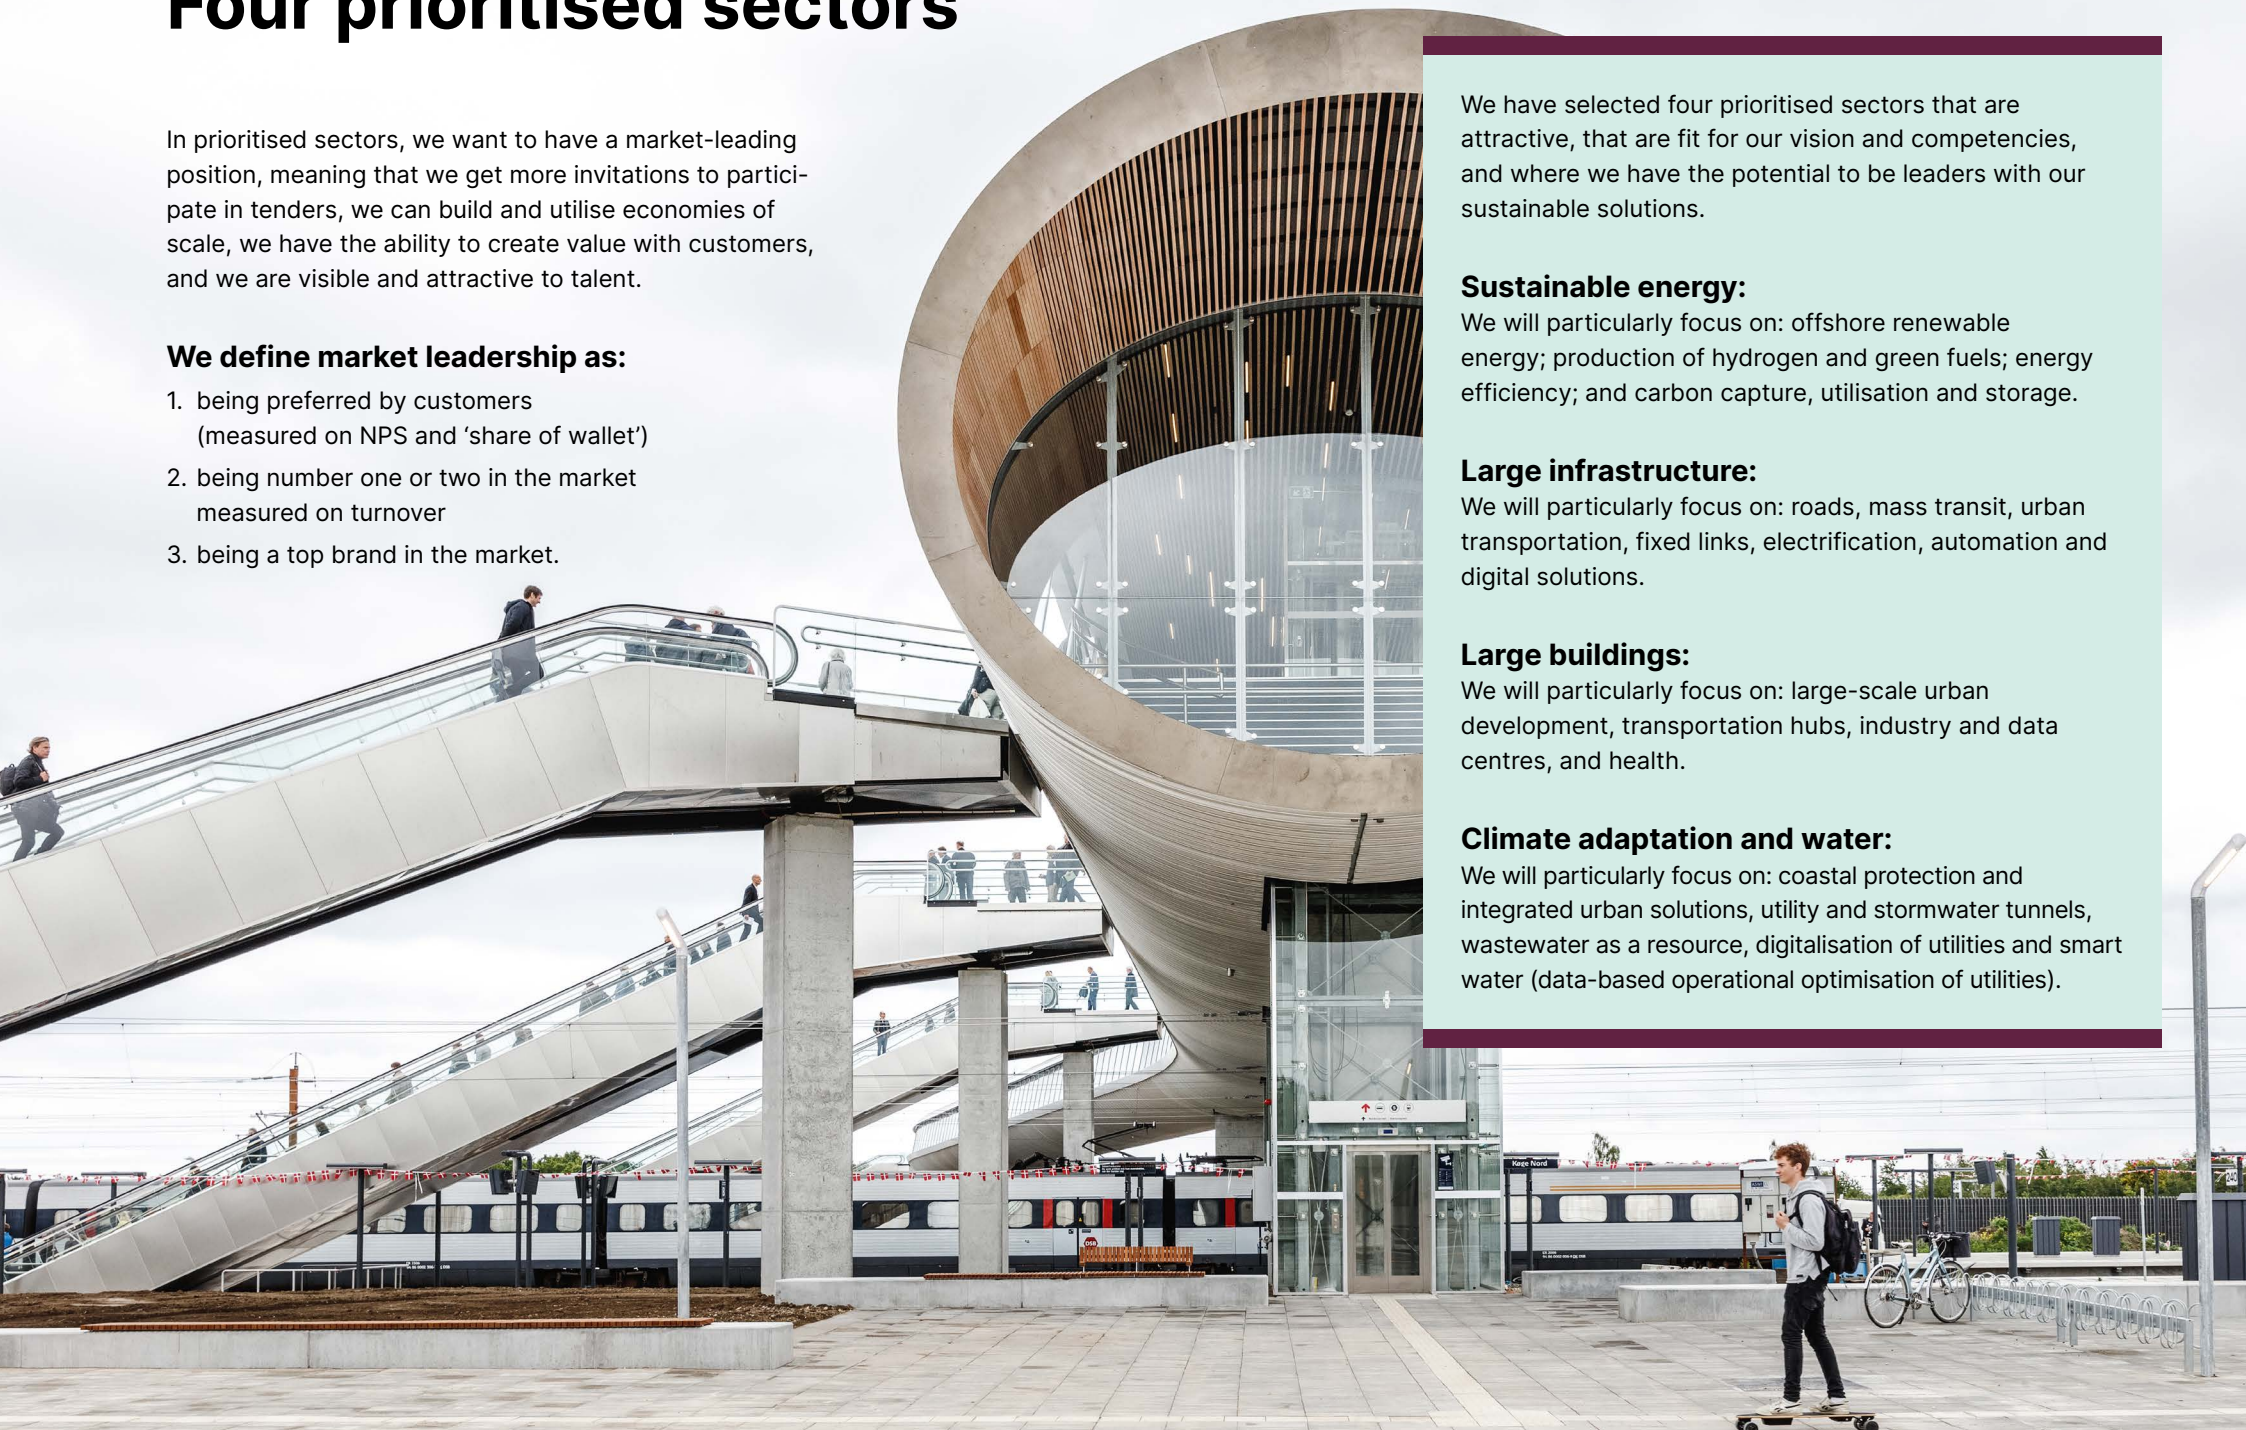 Four prioritised sectors
In prioritised sectors, we want to have a market-leading
position, meaning that we get more invitations to partici-
pate in tenders, we can build and utilise economies of
scale, we have the ability to create value with customers,
and we are visible and attractive to talent.
We define market leadership as:
1. being preferred by customers
(measured on NPS and ‘share of wallet’)
2. being number one or two in the market
measured on turnover
3. being a top brand in the market.
We have selected four prioritised sectors that are
attractive, that are fit for our vision and competencies,
and where we have the potential to be leaders with our
sustainable solutions.
Sustainable energy:
We will particularly focus on: offshore renewable
energy; production of hydrogen and green fuels; energy
efficiency; and carbon capture, utilisation and storage.
Large infrastructure:
We will particularly focus on: roads, mass transit, urban
transportation, fixed links, electrification, automation and
digital solutions.
Large buildings:
We will particularly focus on: large-scale urban
development, transportation hubs, industry and data
centres, and health.
Climate adaptation and water:
We will particularly focus on: coastal protection and
integrated urban solutions, utility and stormwater tunnels,
wastewater as a resource, digitalisation of utilities and smart
water (data-based operational optimisation of utilities).
Køge Nord
DSB
240